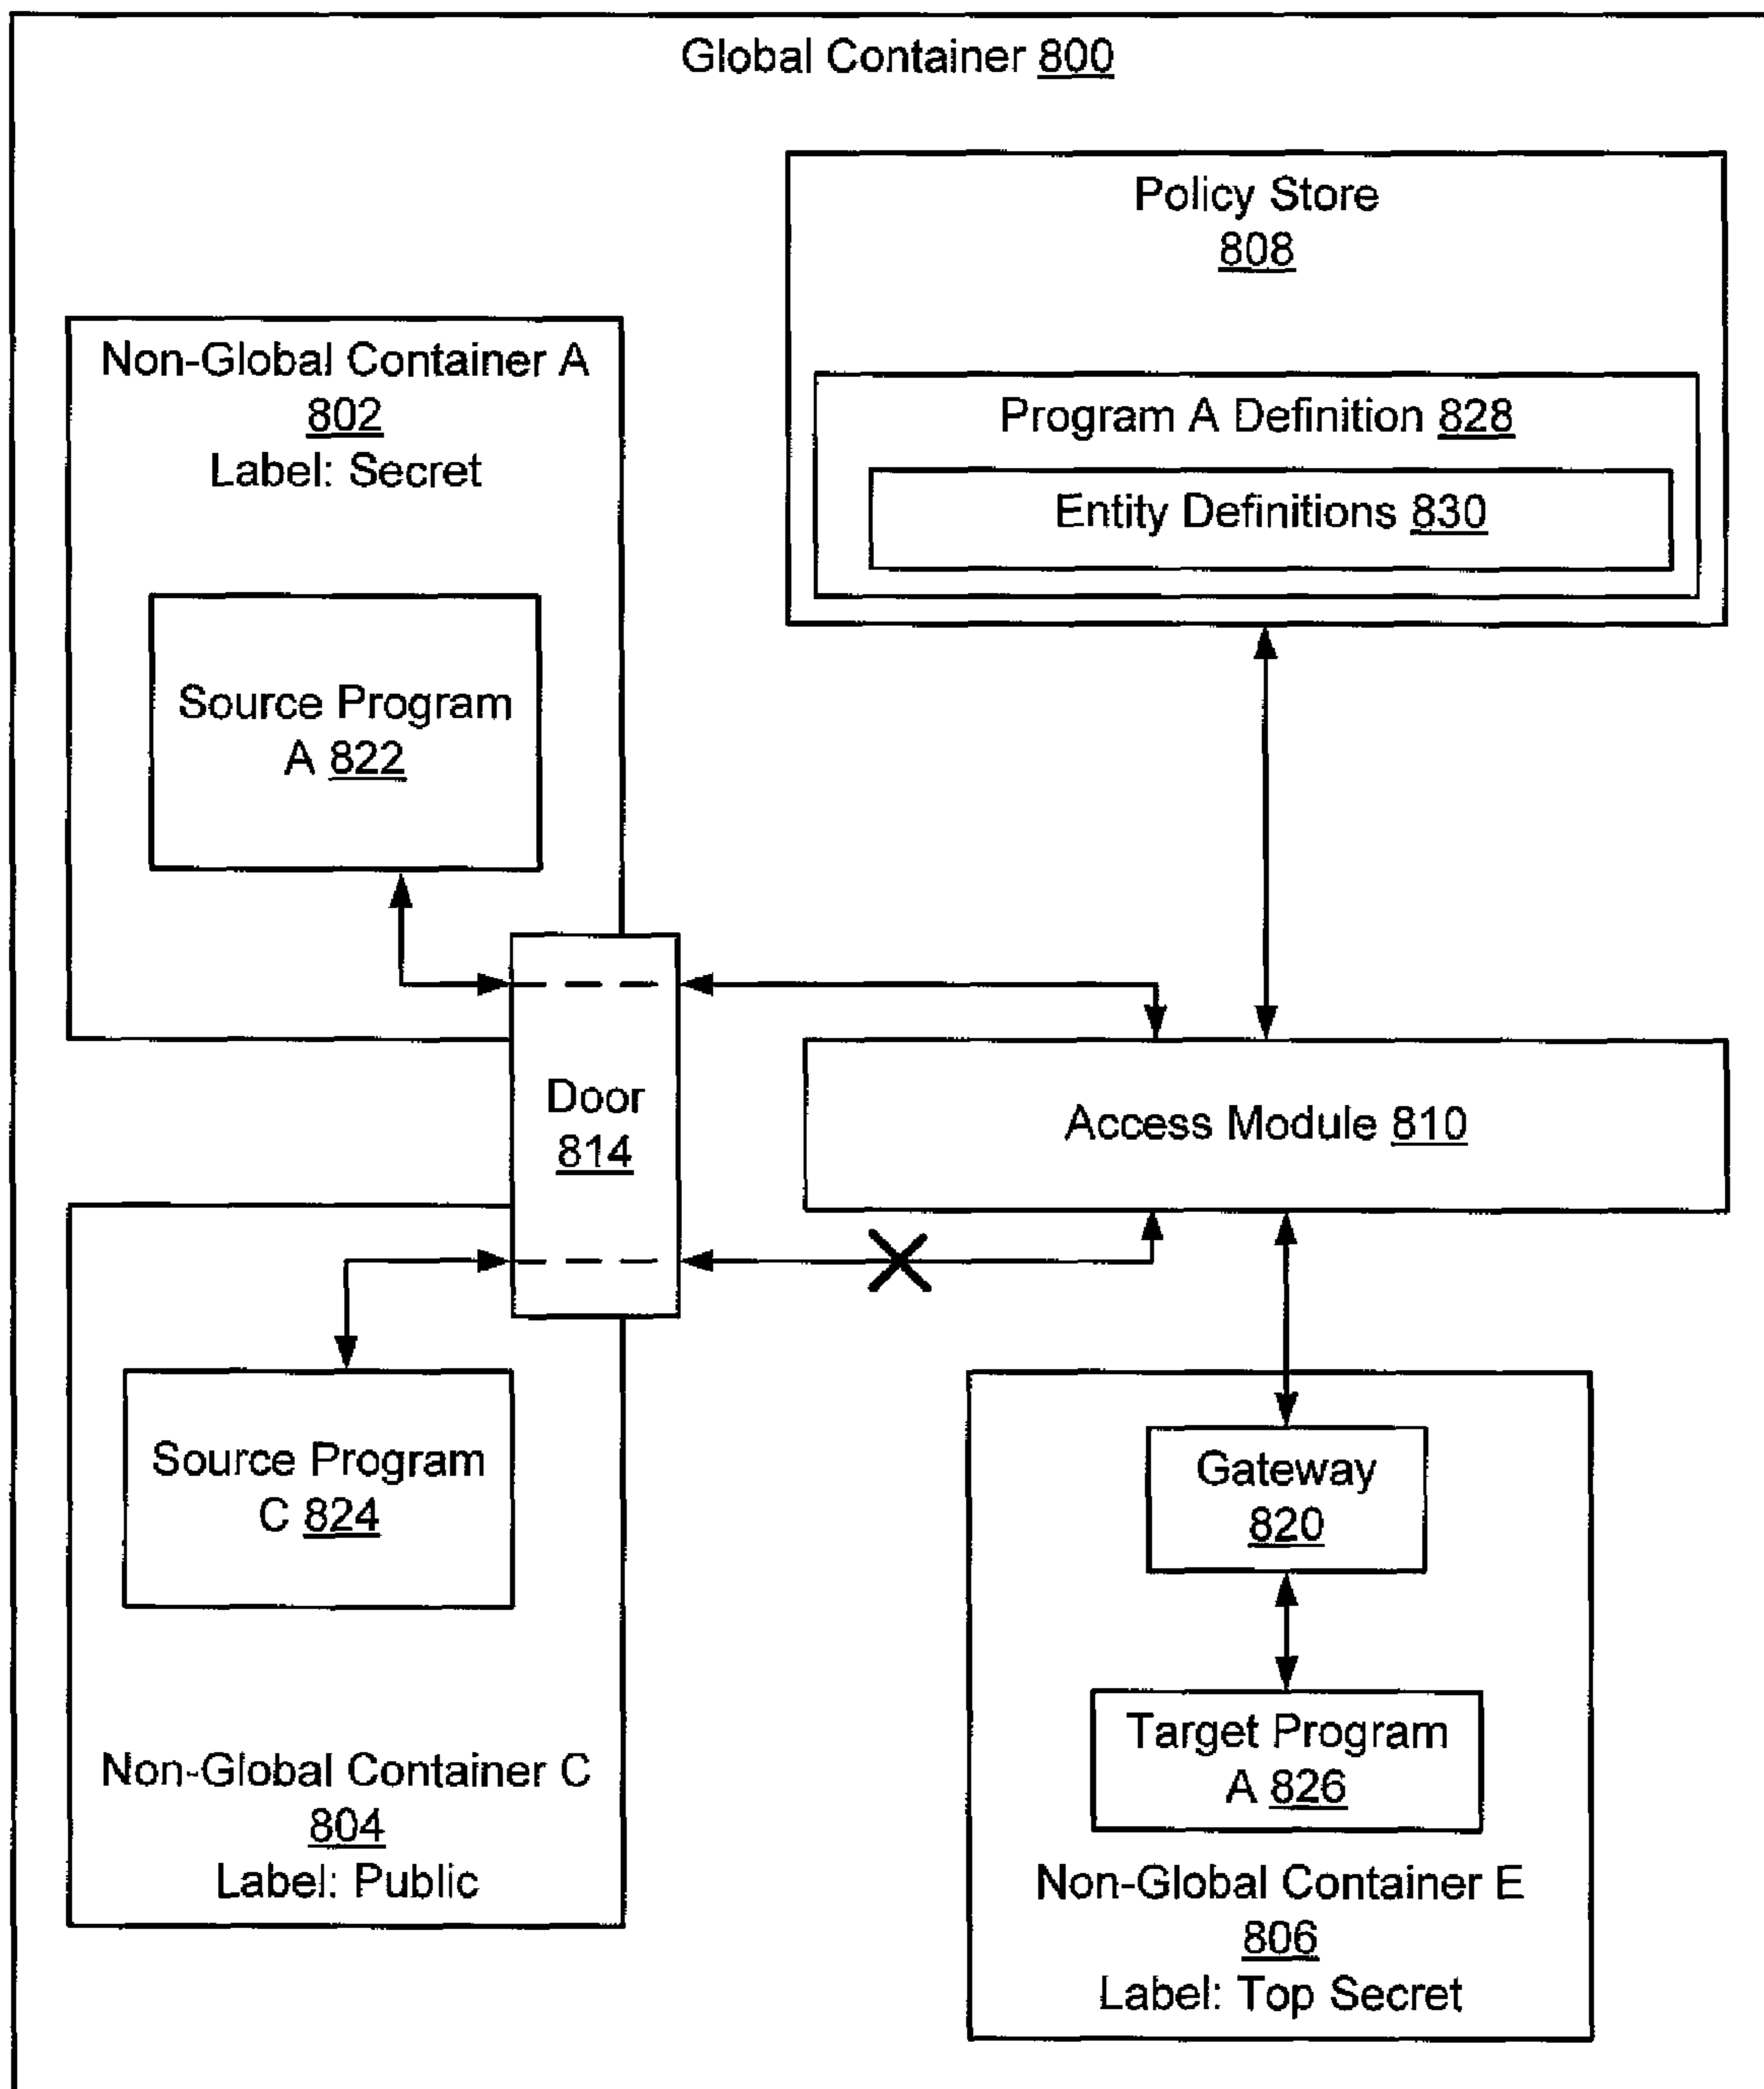 Global Container 800
Policy Store
808
Non-Global Container A
802
Label: Secret
Program A Definition 828
Entity Definitions 830
Source Program
A 822
Door
814
Access Module 810
Source Program
C 824
Gateway
820
Target Program
A 826
Non-Global Container C
804
Label: Public
Non-Global Container E
806
Label: Top Secret